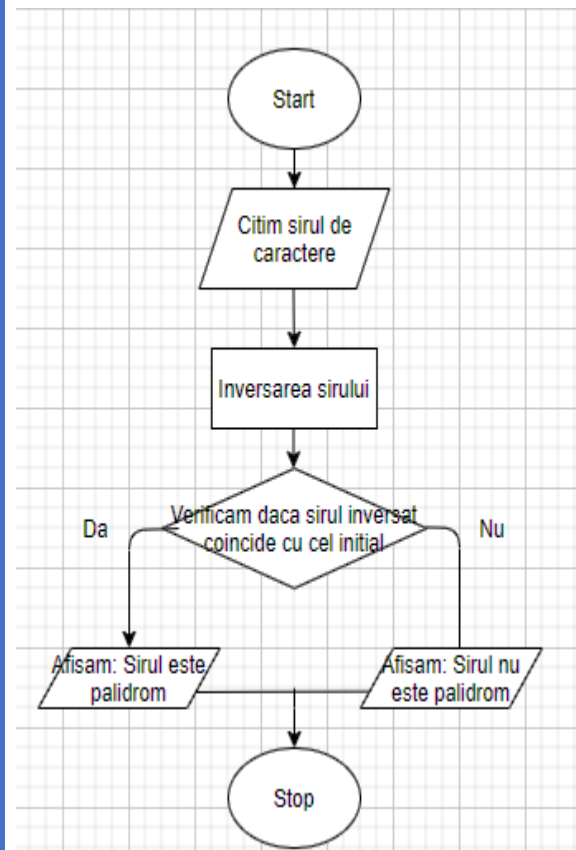 Start
Citim sirul de
caractere
Inversarea sirului
Verificam daca sirul inversat
coincide cu cel initial
Da
Nu
Afisam: Sirul este
palidrom
Afisam: Sirul nu
este palidrom
Stop